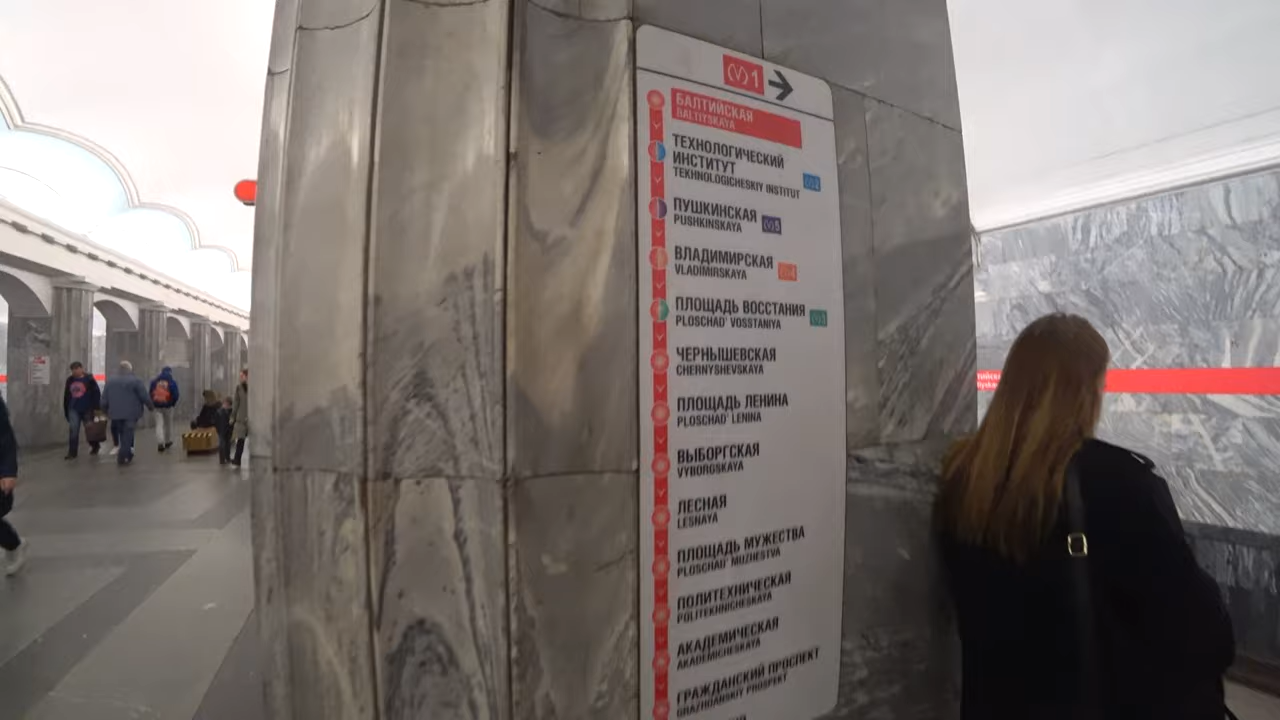 М 1
БАЛТИЙСКАЯ
BALTIYSKAYA
ТЕХНОЛОГИЧЕСКИЙ
ИНСТИТУТ
TEKHNOLOGICHESKIY INSTITUT
ПУШКИНСКАЯ
PUSHKINSKAYA
ВЛАДИМИРСКАЯ
VLADIMIRSKAYA
ПЛОЩАДЬ ВОССТАНИЯ
PLOSCHAD' VOSSTANIYA
ЧЕРНЫШЕВСКАЯ
CHERNYSHEVSKAYA
ПЛОЩАДЬ ЛЕНИНА
PLOSCHAD' LENINA
ВЫБОРГСКАЯ
VYBORGSKAYA
ЛЕСНАЯ
LESNAYA
ПЛОЩАДЬ МУЖЕСТВА
PLOSCHAD' MUZHESTVA
ПОЛИТЕХНИЧЕСКАЯ
POLITEKHNICHESKAYA
АКАДЕМИЧЕСКАЯ
AKADEMICHESKAYA
ГРАЖДАНСКИЙ ПРОСПЕКТ
GRAZHDANSKIY PROSPEKT